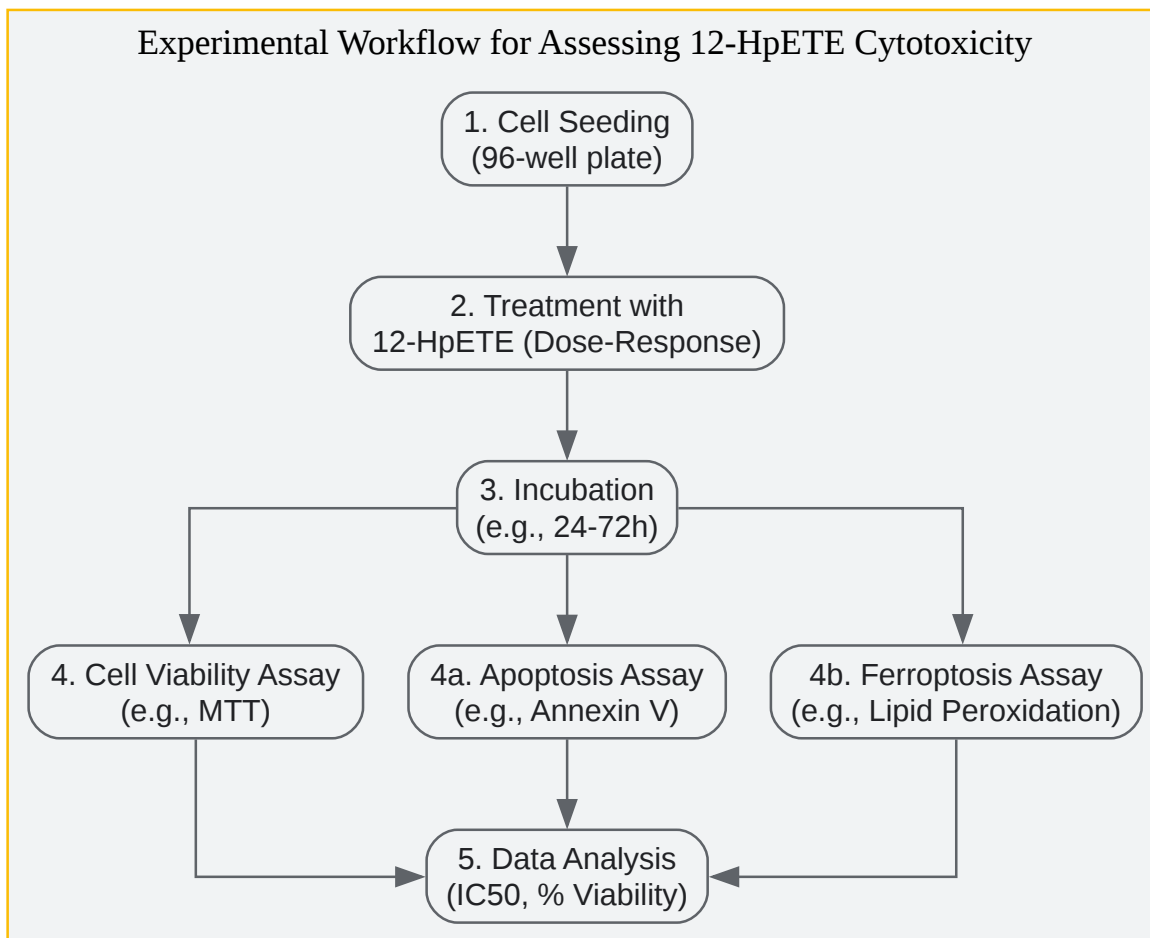 Experimental Workflow for Assessing 12-HpETE Cytotoxicity
1. Cell Seeding
(96-well plate)
2. Treatment with
12-HpETE (Dose-Response)
3. Incubation
(e.g., 24-72h)
4. Cell Viability Assay
(e.g., MTT)
4a. Apoptosis Assay
(e.g., Annexin V)
4b. Ferroptosis Assay
(e.g., Lipid Peroxidation)
5. Data Analysis
(IC50, % Viability)